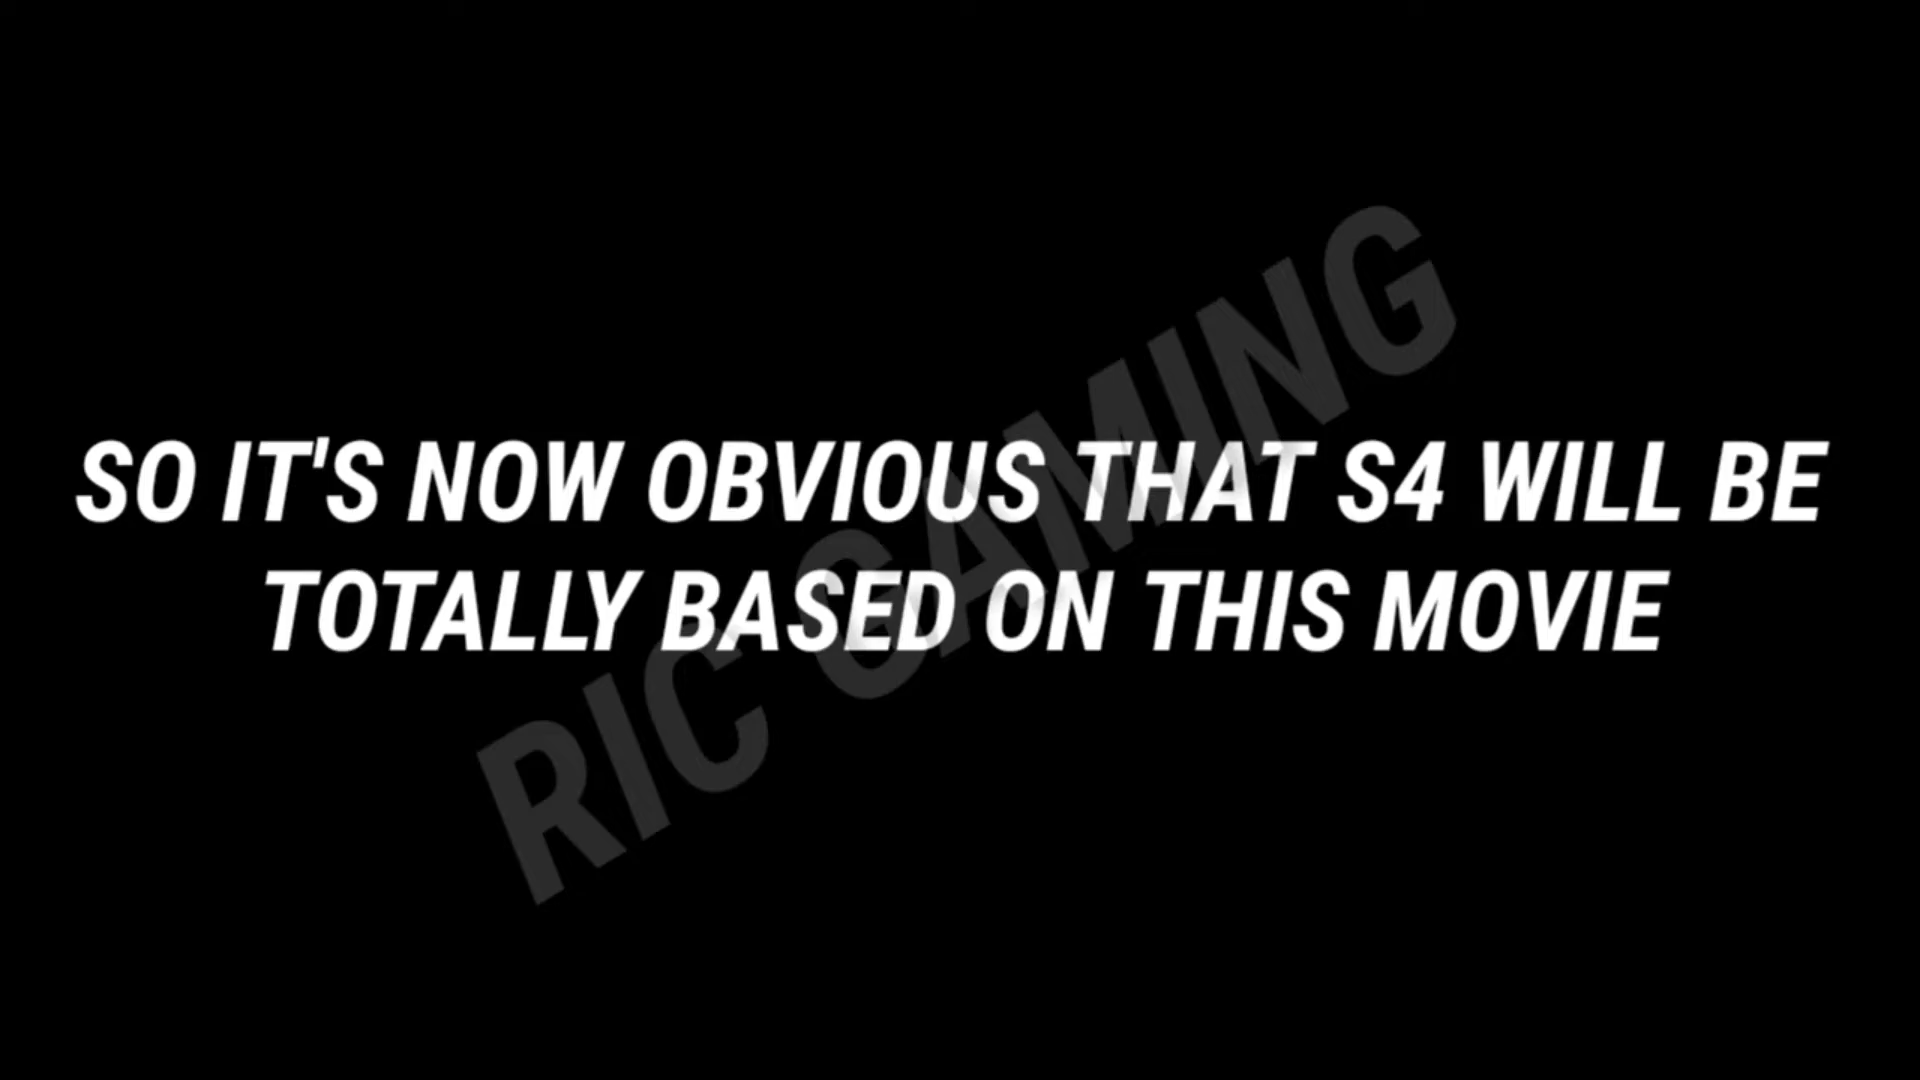 SO IT'S NOW OBVIOUS THAT S4 WILL BE
TOTALLY BASED ON THIS MOVIE
RIC GAMING